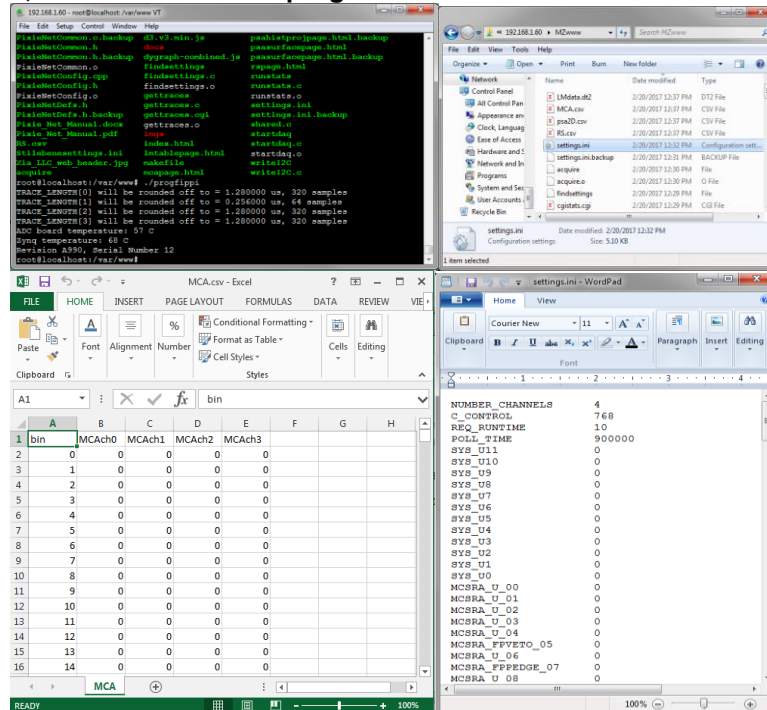 192.168.1.60 - root@localhost: /var/www VT
File Edit Setup Control Window Help
PixieNetCommon.c.backup d3.v3.min.js psahistprojpage.html.backup
PixieNetCommon.h docs psasurfacepage.html
PixieNetCommon.h.backup dygraph-combined.js psasurfacepage.html.backup
PixieNetCommon.o findsettings rspage.html
PixieNetConfig.cpp findsettings.c runstats
PixieNetConfig.h findsettings.o runstats.c
PixieNetConfig.o gettraces runstats.o
PixieNetDefs.h gettraces.c settings.ini
PixieNetDefs.h.backup gettraces.cgi settings.ini.backup
Pixie_Net_Manual.docx gettraces.o shared.c
Pixie_Net_Manual.pdf imgs startdaq
RS.csv index.html startdaq.c
Stilbenesettings.ini lmtablepage.html startdaq.o
Xia_LLC_web_header.jpg makefile writeI2C
acquire mcapage.html writeI2C.c
root@localhost:/var/www# ./progfippi
TRACE_LENGTH[0] will be rounded off to = 1.280000 us, 320 samples
TRACE_LENGTH[1] will be rounded off to = 0.256000 us, 64 samples
TRACE_LENGTH[2] will be rounded off to = 1.280000 us, 320 samples
TRACE_LENGTH[3] will be rounded off to = 1.280000 us, 320 samples
ADC board temperature: 57 C
Zynq temperature: 68 C
Revision A990, Serial Number 12
root@localhost:/var/www#
« 192.168.1.60 ▸ MZwww Search MZwww
File Edit View Tools Help
Organize Open Print Burn New folder
Name Date modified Type
Network
Control Panel
All Control Pan
Appearance an
Clock, Languag
Ease of Access
Hardware and S
Network and In
Programs
System and Sec
User Accounts
Recycle Bin
LMdata.dt2 2/20/2017 12:37 PM DT2 File
MCA.csv 2/20/2017 12:37 PM CSV File
psa2D.csv 2/20/2017 12:37 PM CSV File
RS.csv 2/20/2017 12:37 PM CSV File
settings.ini 2/20/2017 12:32 PM Configuration sett...
settings.ini.backup 2/20/2017 12:31 PM BACKUP File
acquire 2/20/2017 12:30 PM File
acquire.o 2/20/2017 12:30 PM O File
findsettings 2/20/2017 12:29 PM File
cgistats.cgi 2/20/2017 12:29 PM CGI File
settings.ini Date modified: 2/20/2017 12:32 PM
Configuration settings Size: 5.10 KB
1 item selected
MCA.csv - Excel
FILE HOME INSERT PAGE LAYOUT FORMULAS DATA REVIEW VIE
Paste Font Alignment Number Conditional Formatting Format as Table Cell Styles Cells Editing
Clipboard Styles
A1 fx bin
A B C D E F G H
1 bin MCAch0 MCAch1 MCAch2 MCAch3
2 0 0 0 0 0
3 1 0 0 0 0
4 2 0 0 0 0
5 3 0 0 0 0
6 4 0 0 0 0
7 5 0 0 0 0
8 6 0 0 0 0
9 7 0 0 0 0
10 8 0 0 0 0
11 9 0 0 0 0
12 10 0 0 0 0
13 11 0 0 0 0
14 12 0 0 0 0
15 13 0 0 0 0
16 14 0 0 0 0
MCA
READY 100%
settings.ini - WordPad
Home View
Courier New 11 A A
Clipboard Paste B I U abc X₂ X² A Paragraph Insert Editing
Font
1 2 3 4
NUMBER_CHANNELS 4
C_CONTROL 768
REQ_RUNTIME 10
POLL_TIME 900000
SYS_U11 0
SYS_U10 0
SYS_U9 0
SYS_U8 0
SYS_U7 0
SYS_U6 0
SYS_U5 0
SYS_U4 0
SYS_U3 0
SYS_U2 0
SYS_U1 0
SYS_U0 0
MCSRA_U_00 0
MCSRA_U_01 0
MCSRA_U_02 0
MCSRA_U_03 0
MCSRA_U_04 0
MCSRA_FPVETO_05 0
MCSRA_U_06 0
MCSRA_FPPEDGE_07 0
MCSRA_U_08 0
100%